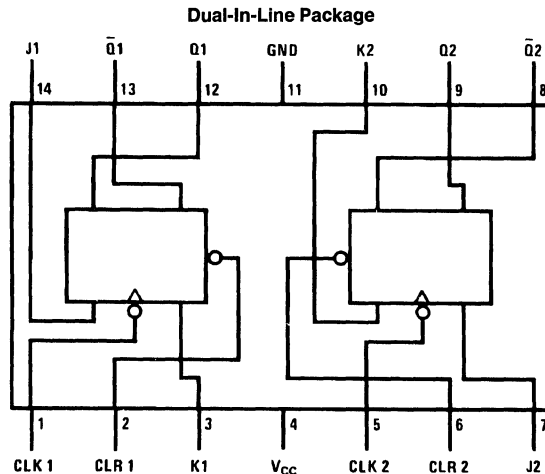 Dual-In-Line Package
J1 Q̅1 Q1 GND K2 Q2 Q̅2
14 13 12 11 10 9 8
1 2 3 4 5 6 7
CLK 1 CLR 1 K1 VCC CLK 2 CLR 2 J2